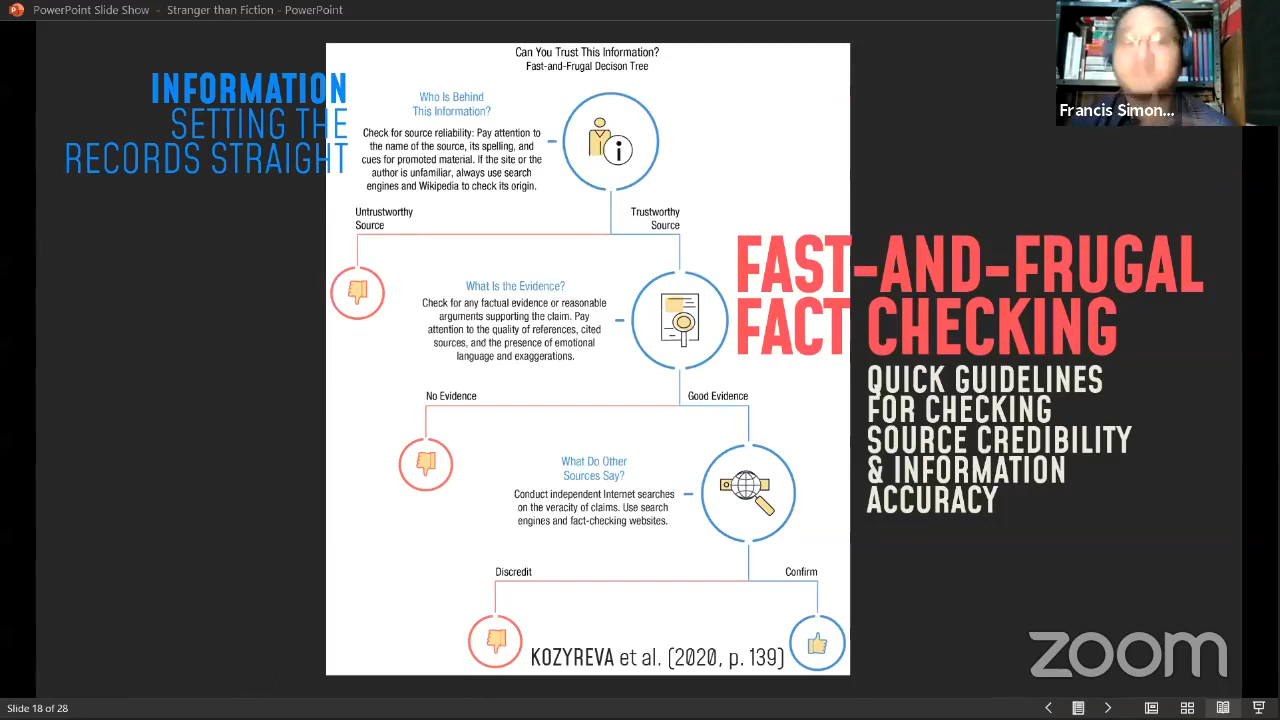 PowerPoint Slide Show - Stranger than Fiction - PowerPoint
Francis Simon...
INFORMATION
SETTING THE
RECORDS STRAIGHT
Can You Trust This Information?
Fast-and-Frugal Decison Tree
Who Is Behind
This Information?
Check for source reliability: Pay attention to
the name of the source, its spelling, and
cues for promoted material. If the site or the
author is unfamiliar, always use search
engines and Wikipedia to check its origin.
Untrustworthy
Source
Trustworthy
Source
What Is the Evidence?
Check for any factual evidence or reasonable
arguments supporting the claim. Pay
attention to the quality of references, cited
sources, and the presence of emotional
language and exaggerations.
No Evidence
Good Evidence
What Do Other
Sources Say?
Conduct independent Internet searches
on the veracity of claims. Use search
engines and fact-checking websites.
Discredit
Confirm
KOZYREVA et al. (2020, p. 139)
FAST-AND-FRUGAL
FACT CHECKING
QUICK GUIDELINES
FOR CHECKING
SOURCE CREDIBILITY
& INFORMATION
ACCURACY
zoom
Slide 18 of 28